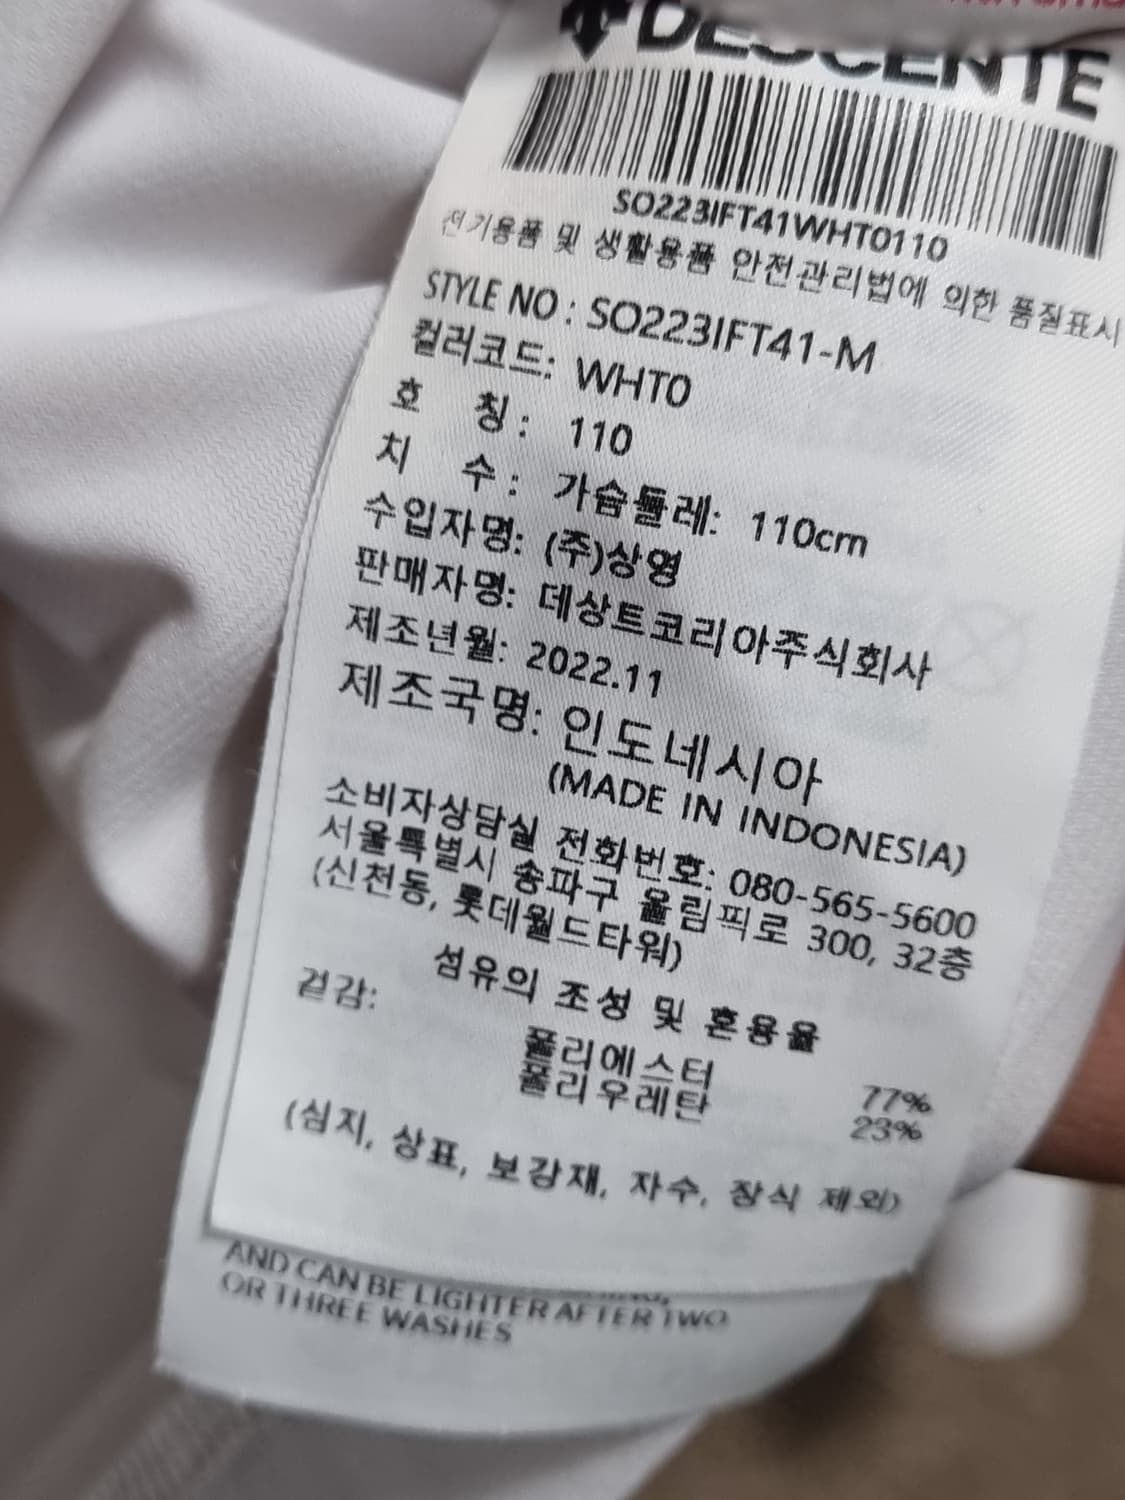 DESCENTE
SO223IFT41WHT0110
전기용품 및 생활용품 안전관리법에 의한 품질표시
STYLE NO : SO223IFT41-M
컬러코드: WHT0
호 칭 : 110
치 수 : 가슴둘레: 110cm
수입자명: (주)상영
판매자명: 데상트코리아주식회사
제조년월: 2022.11
제조국명: 인도네시아
(MADE IN INDONESIA)
소비자상담실 전화번호: 080-565-5600
서울특별시 송파구 올림픽로 300, 32층
(신천동, 롯데월드타워)
섬유의 조성 및 혼용율
겉감:
폴리에스터 77%
폴리우레탄 23%
(심지, 상표, 보강재, 자수, 장식 제외)
AND CAN BE LIGHTER AFTER TWO
OR THREE WASHES